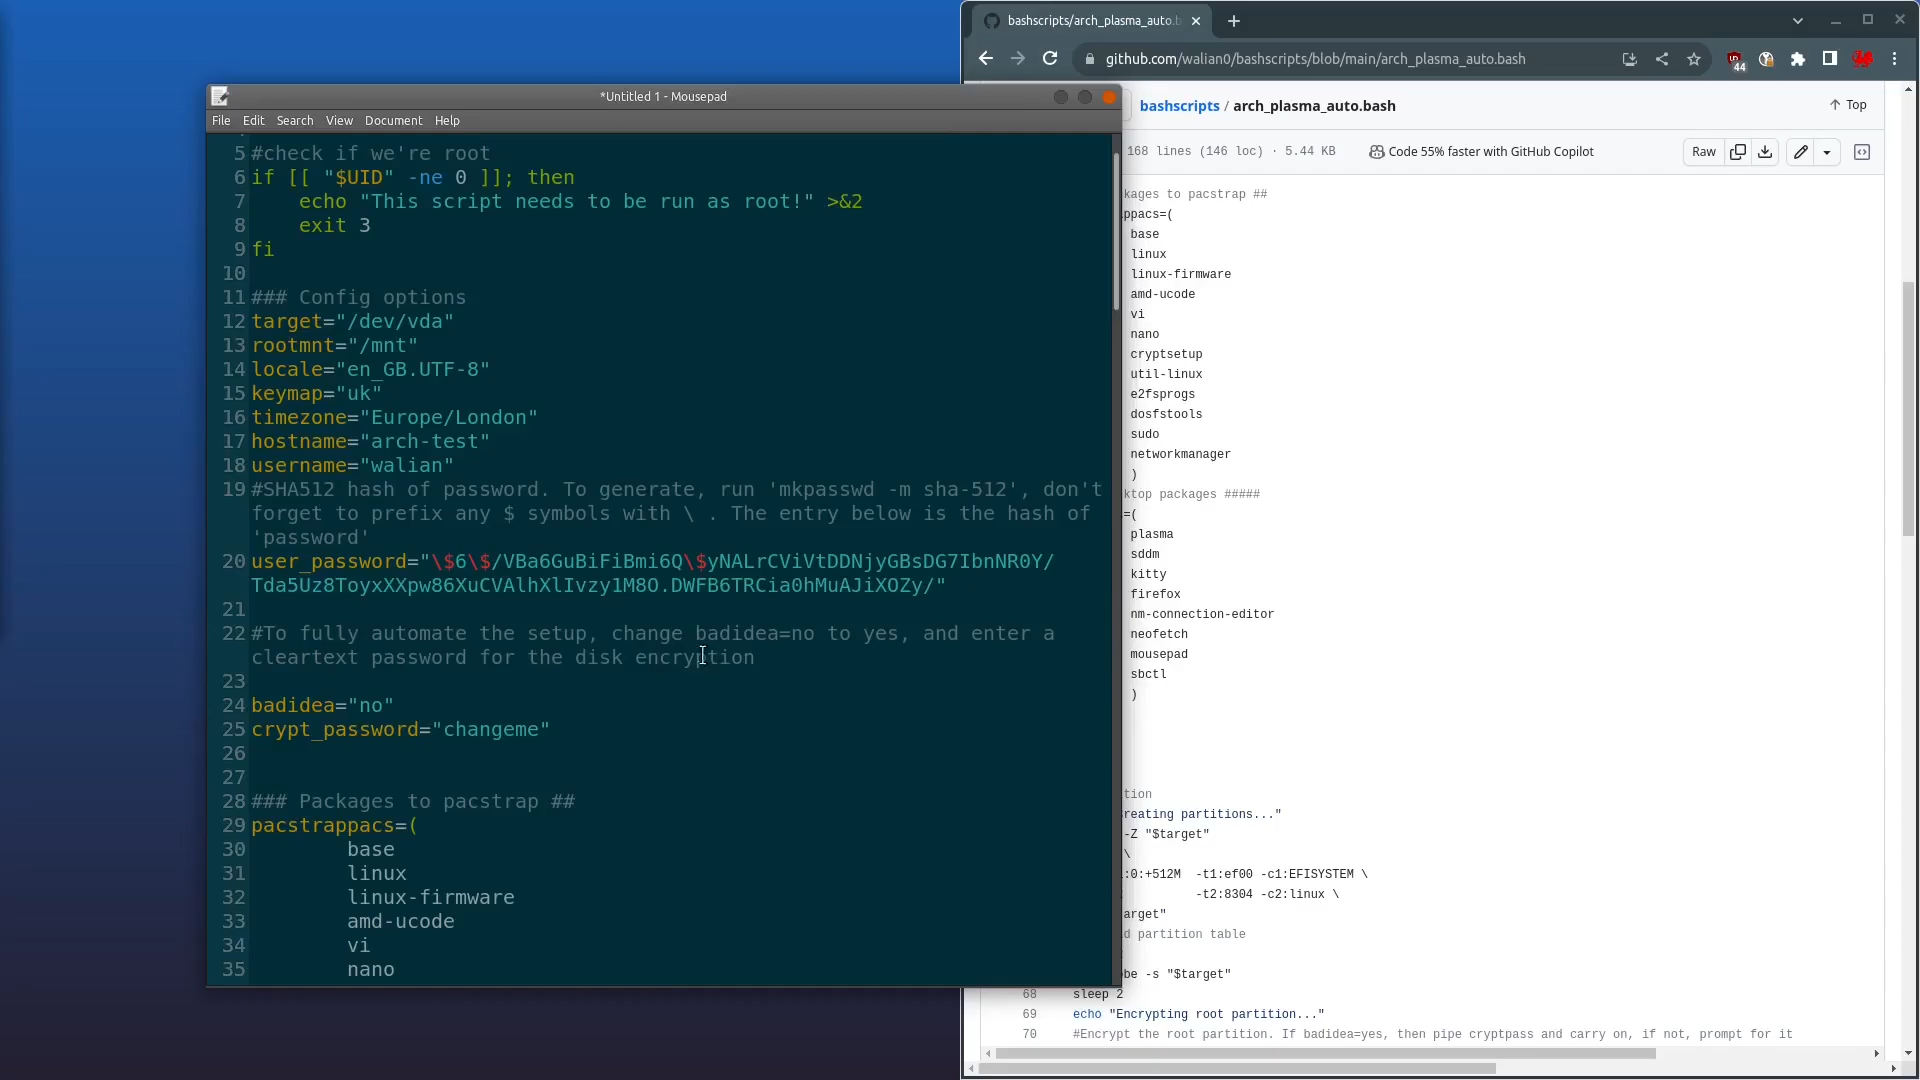 bashscripts/arch_plasma_auto.b
github.com/walian0/bashscripts/blob/main/arch_plasma_auto.bash
44
bashscripts / arch_plasma_auto.bash
Top
168 lines (146 loc) · 5.44 KB
Code 55% faster with GitHub Copilot
Raw
kages to pacstrap ##
ppacs=(
base
linux
linux-firmware
amd-ucode
vi
nano
cryptsetup
util-linux
e2fsprogs
dosfstools
sudo
networkmanager
)
ktop packages #####
=(
plasma
sddm
kitty
firefox
nm-connection-editor
neofetch
mousepad
sbctl
)
tion
reating partitions..."
-Z "$target"
\
:0:+512M -t1:ef00 -c1:EFISYSTEM \
-t2:8304 -c2:linux \
arget"
d partition table
be -s "$target"
68 sleep 2
69 echo "Encrypting root partition..."
70 #Encrypt the root partition. If badidea=yes, then pipe cryptpass and carry on, if not, prompt for it
*Untitled 1 - Mousepad
File Edit Search View Document Help
5 #check if we're root
6 if [[ "$UID" -ne 0 ]]; then
7 echo "This script needs to be run as root!" >&2
8 exit 3
9 fi
10
11 ### Config options
12 target="/dev/vda"
13 rootmnt="/mnt"
14 locale="en_GB.UTF-8"
15 keymap="uk"
16 timezone="Europe/London"
17 hostname="arch-test"
18 username="walian"
19 #SHA512 hash of password. To generate, run 'mkpasswd -m sha-512', don't
forget to prefix any $ symbols with \ . The entry below is the hash of
'password'
20 user_password="\$6\$/VBa6GuBiFiBmi6Q\$yNALrCViVtDDNjyGBsDG7IbnNR0Y/
Tda5Uz8ToyxXXpw86XuCVAlhXlIvzy1M8O.DWFB6TRCia0hMuAJiXOZy/"
21
22 #To fully automate the setup, change badidea=no to yes, and enter a
cleartext password for the disk encryption
23
24 badidea="no"
25 crypt_password="changeme"
26
27
28 ### Packages to pacstrap ##
29 pacstrappacs=(
30 base
31 linux
32 linux-firmware
33 amd-ucode
34 vi
35 nano